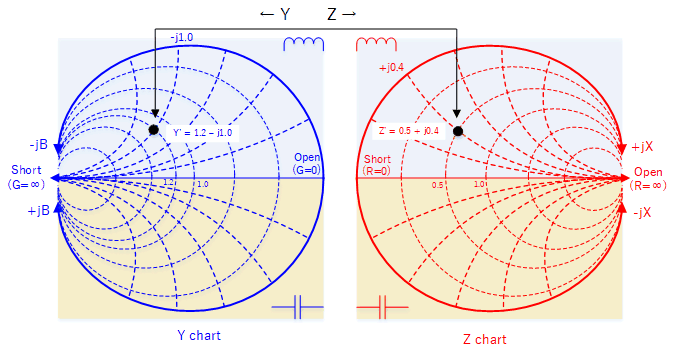 ← Y Z →
-j1.0
+j0.4
Y' = 1.2 – j1.0
Z' = 0.5 + j0.4
-jB
+jX
Short
(G=∞)
Open
(G=0)
Short
(R=0)
Open
(R=∞)
1.2
1.0
0.5
1.0
+jB
-jX
Y chart
Z chart